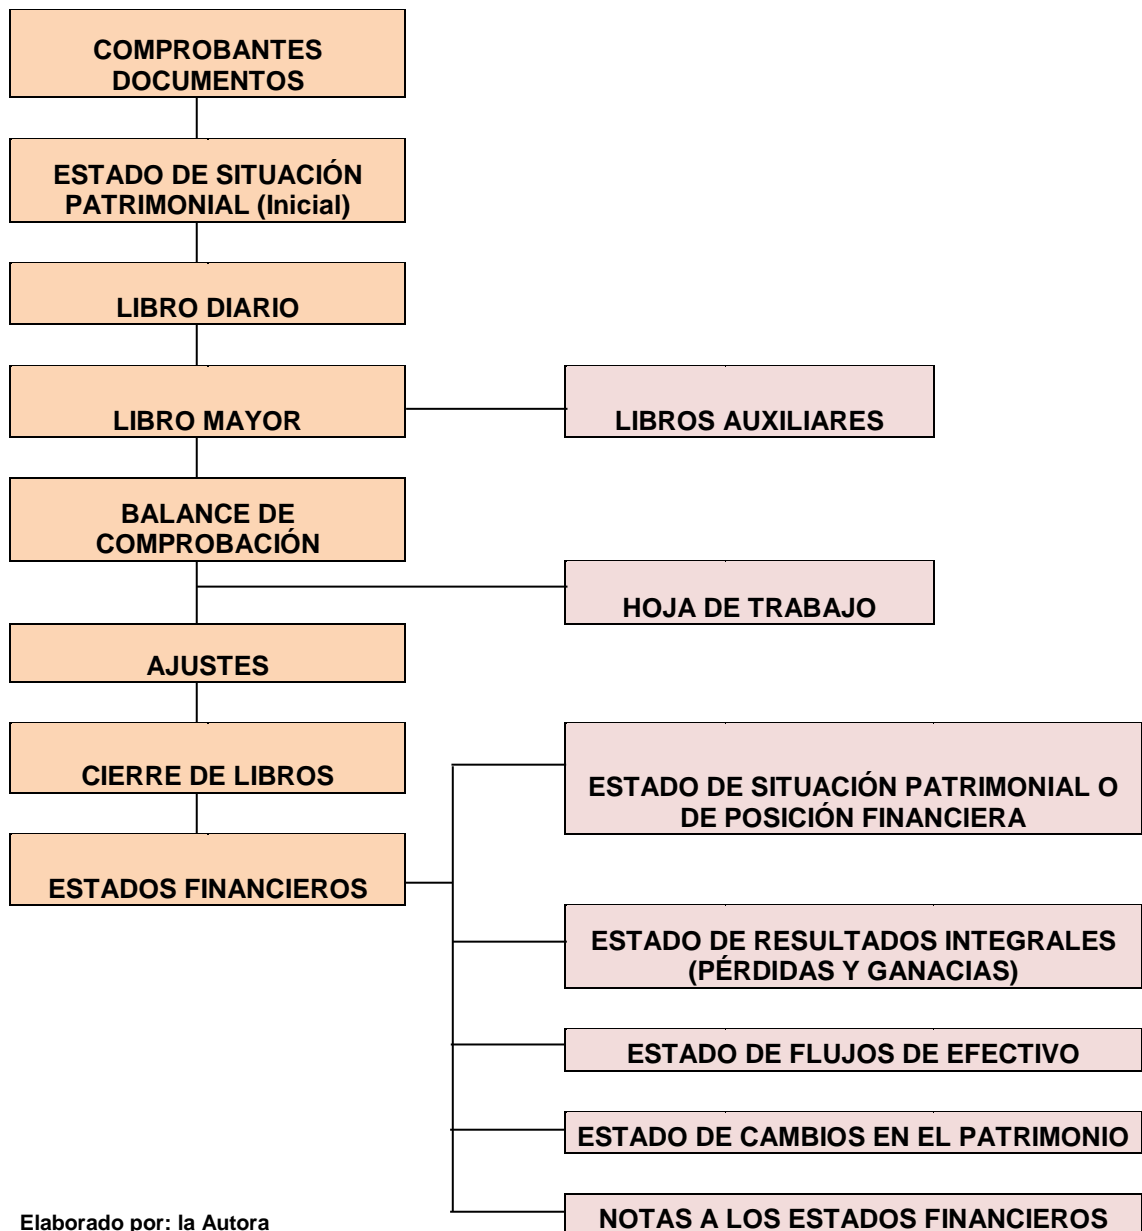 COMPROBANTES
DOCUMENTOS
ESTADO DE SITUACIÓN
PATRIMONIAL (Inicial)
LIBRO DIARIO
LIBRO MAYOR
LIBROS AUXILIARES
BALANCE DE
COMPROBACIÓN
HOJA DE TRABAJO
AJUSTES
CIERRE DE LIBROS
ESTADO DE SITUACIÓN PATRIMONIAL O
DE POSICIÓN FINANCIERA
ESTADOS FINANCIEROS
ESTADO DE RESULTADOS INTEGRALES
(PÉRDIDAS Y GANACIAS)
ESTADO DE FLUJOS DE EFECTIVO
ESTADO DE CAMBIOS EN EL PATRIMONIO
NOTAS A LOS ESTADOS FINANCIEROS
Elaborado por: la Autora